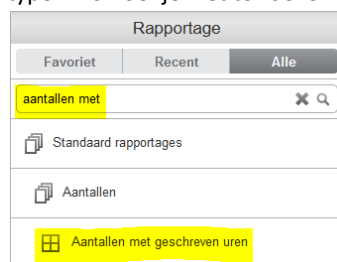 Rapportage
Favoriet Recent Alle
aantallen met
Standaard rapportages
Aantallen
Aantallen met geschreven uren